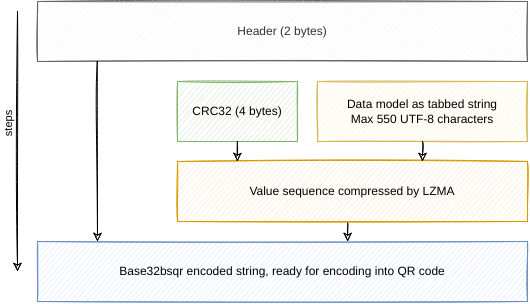 Header (2 bytes)
steps
CRC32 (4 bytes)
Data model as tabbed string
Max 550 UTF-8 characters
Value sequence compressed by LZMA
Base32bsqr encoded string, ready for encoding into QR code